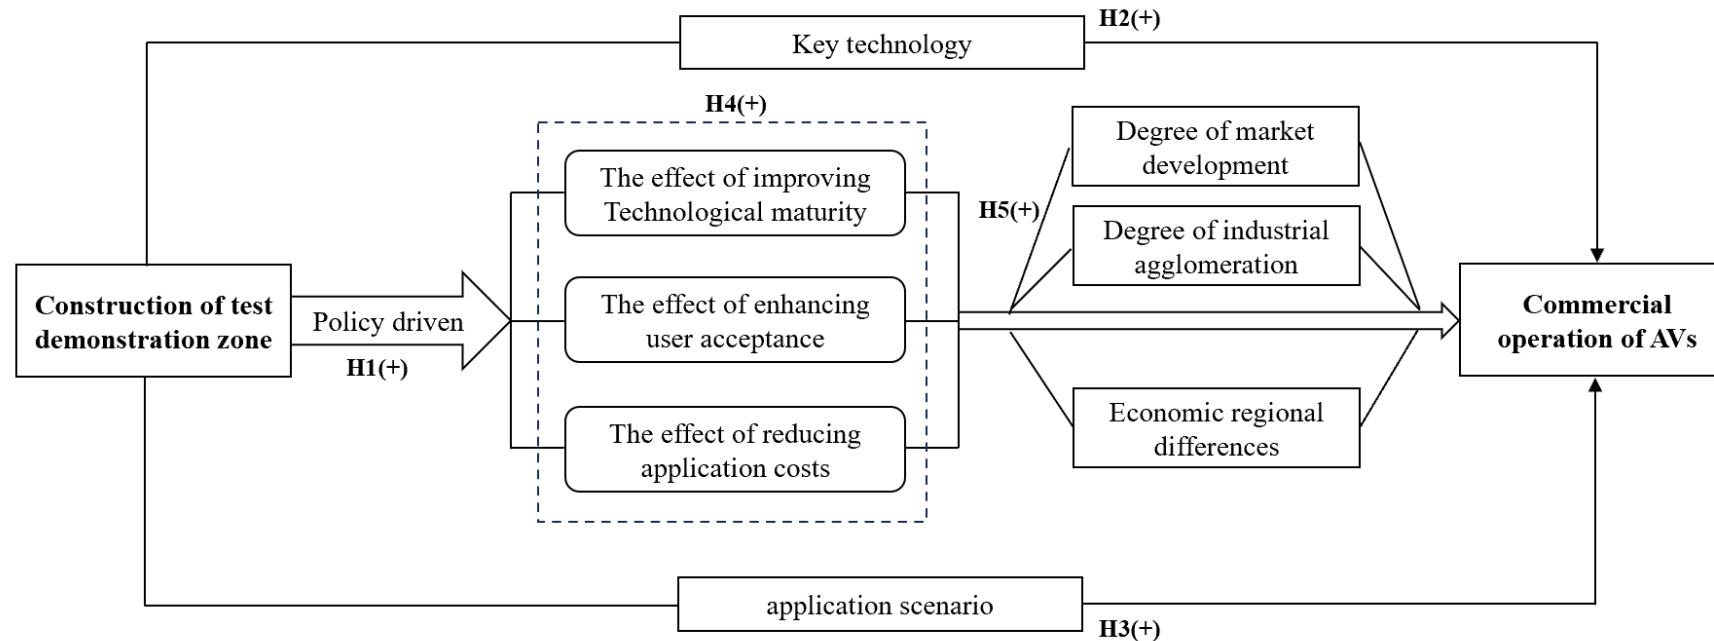 H2(+)
Key technology
H4(+)
Degree of market
development
The effect of improving
Technological maturity
H5(+)
Degree of industrial
agglomeration
Construction of test
demonstration zone
Policy driven
H1(+)
The effect of enhancing
user acceptance
Commercial
operation of AVs
The effect of reducing
application costs
Economic regional
differences
application scenario
H3(+)